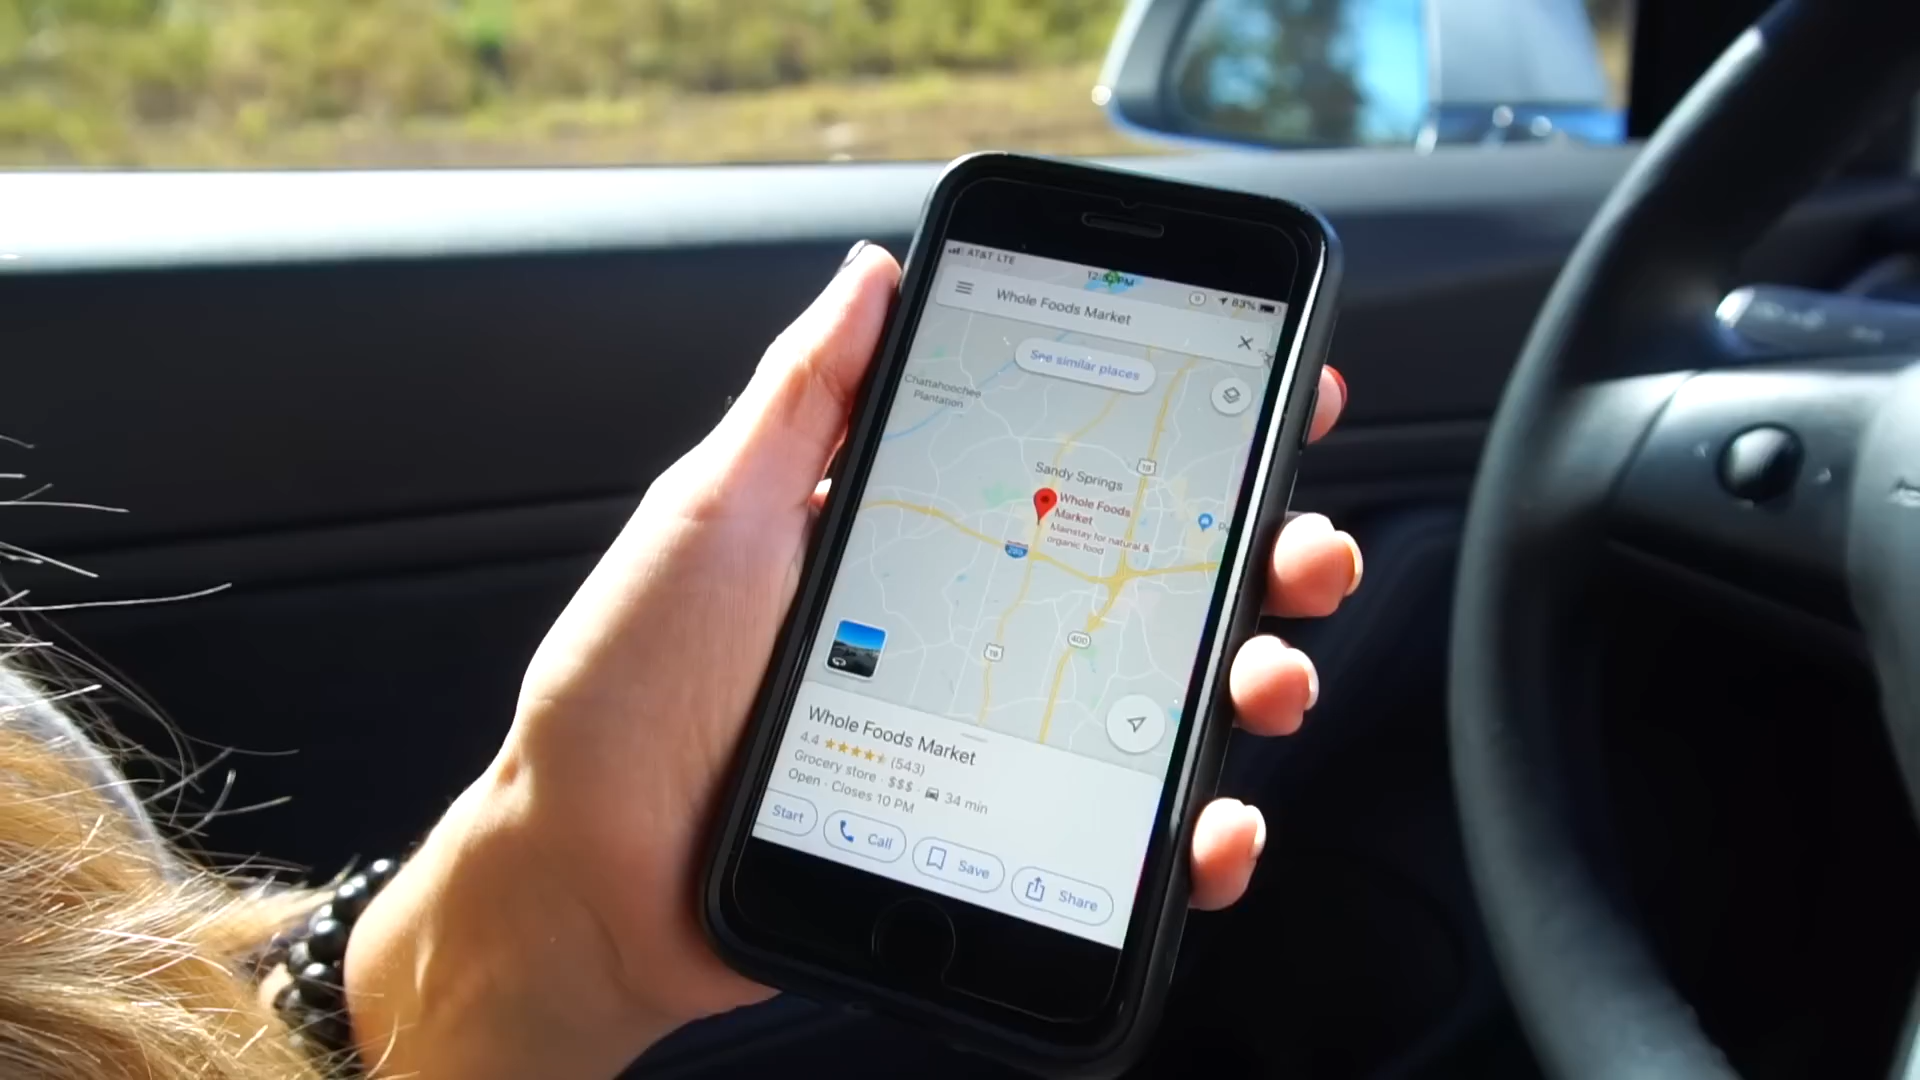 AT&T LTE
83%
Whole Foods Market
See similar places
Chattahoochee
Plantation
19
Sandy Springs
Whole Foods
Market
Mainstay for natural &
organic food
285
400
19
Whole Foods Market
4.4 (543)
Grocery store · $$$ · 34 min
Open · Closes 10 PM
Start
Call
Save
Share